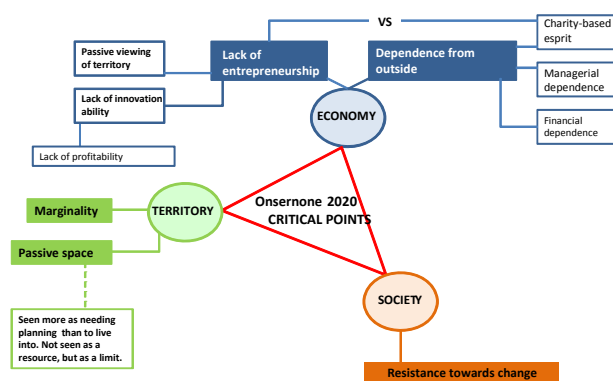 VS
Charity-based
esprit
Passive viewing
of territory
Lack of
entrepreneurship
Dependence from
outside
Managerial
dependence
Lack of innovation
ability
Financial
dependence
ECONOMY
Lack of profitability
Onsernone 2020
CRITICAL POINTS
Marginality
TERRITORY
Passive space
SOCIETY
Seen more as needing
planning than to live
into. Not seen as a
resource, but as a limit.
Resistance towards change